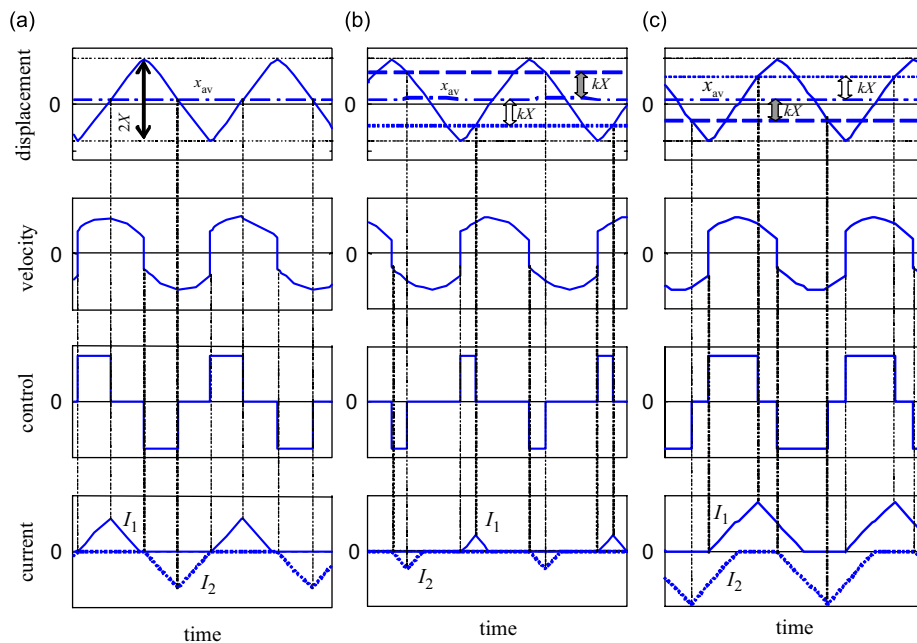 (a)
(b)
(c)
displacement
0
x_av
2X
0
x_av
kX
kX
0
x_av
kX
kX
velocity
0
0
0
control
0
0
0
current
0
I_1
I_2
0
I_1
I_2
0
I_1
I_2
time
time
time